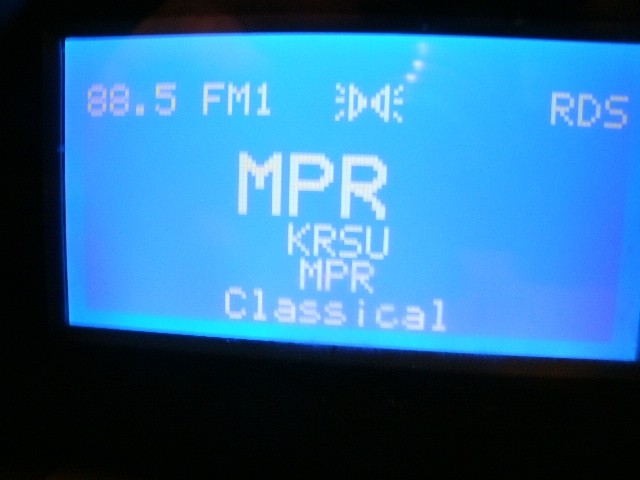 88.5 FM1 RDS
MPR
KRSU
MPR
Classical